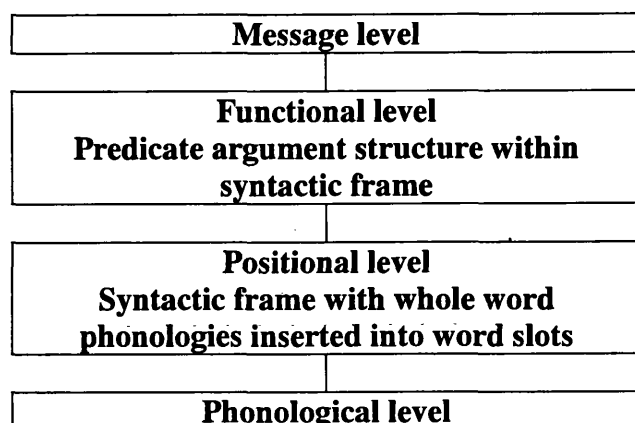 Message level
Functional level
Predicate argument structure within
syntactic frame
Positional level
Syntactic frame with whole word
phonologies inserted into word slots
Phonological level